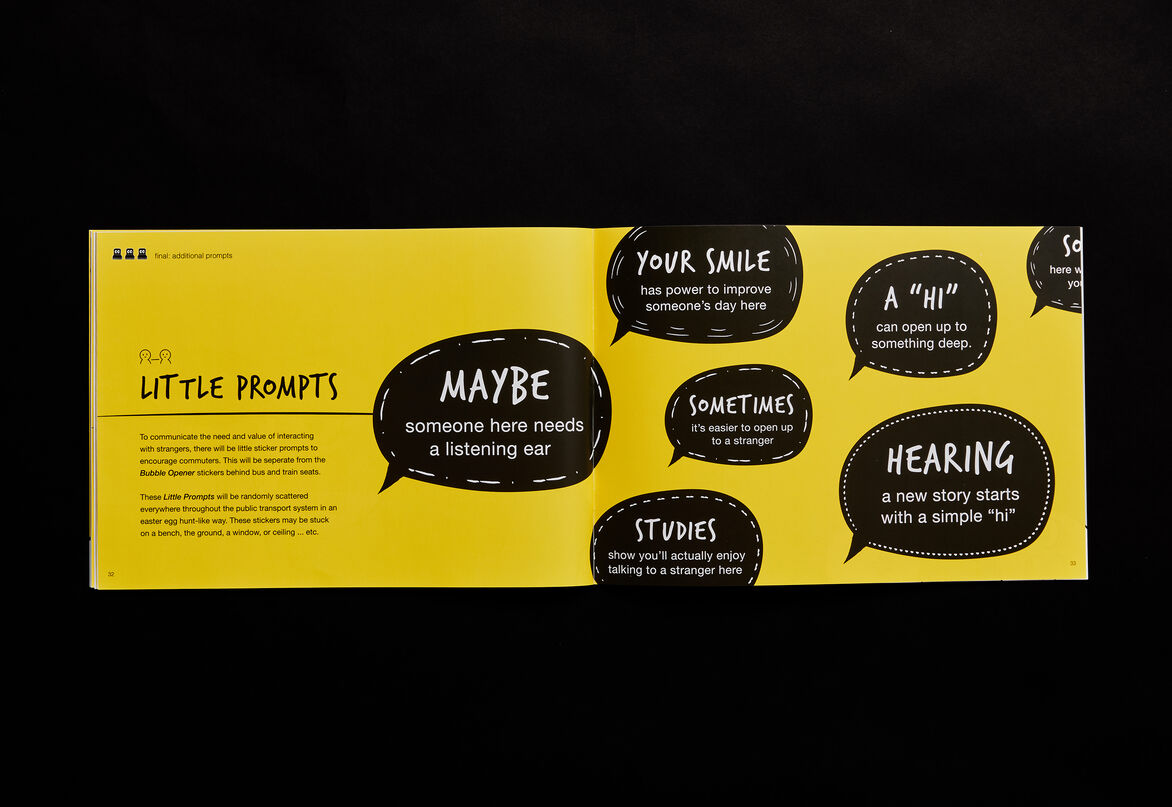 final: additional prompts
LITTLE PROMPTS
To communicate the need and value of interacting
with strangers, there will be little sticker prompts to
encourage commuters. This will be seperate from the
Bubble Opener stickers behind bus and train seats.
These Little Prompts will be randomly scattered
everywhere throughout the public transport system in an
easter egg hunt-like way. These stickers may be stuck
on a bench, the ground, a window, or ceiling ... etc.
32
MAYBE
someone here needs
a listening ear
YOUR SMILE
has power to improve
someone's day here
A "HI"
can open up to
something deep.
SO
here w
you
SOMETIMES
it's easier to open up
to a stranger
HEARING
a new story starts
with a simple "hi"
STUDIES
show you'll actually enjoy
talking to a stranger here
33